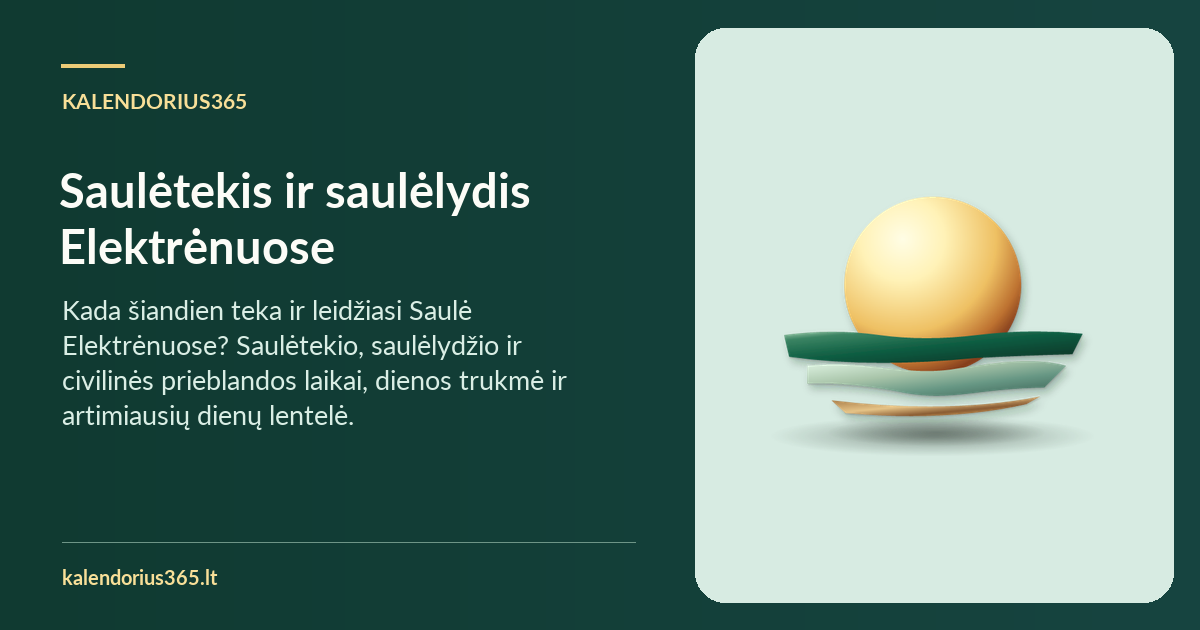 KALENDORIUS365
Saulėtekis ir saulėlydis
Elektrėnuose
Kada šiandien teka ir leidžiasi Saulė
Elektrėnuose? Saulėtekio, saulėlydžio ir
civilinės prieblandos laikai, dienos trukmė ir
artimiausių dienų lentelė.
kalendorius365.lt